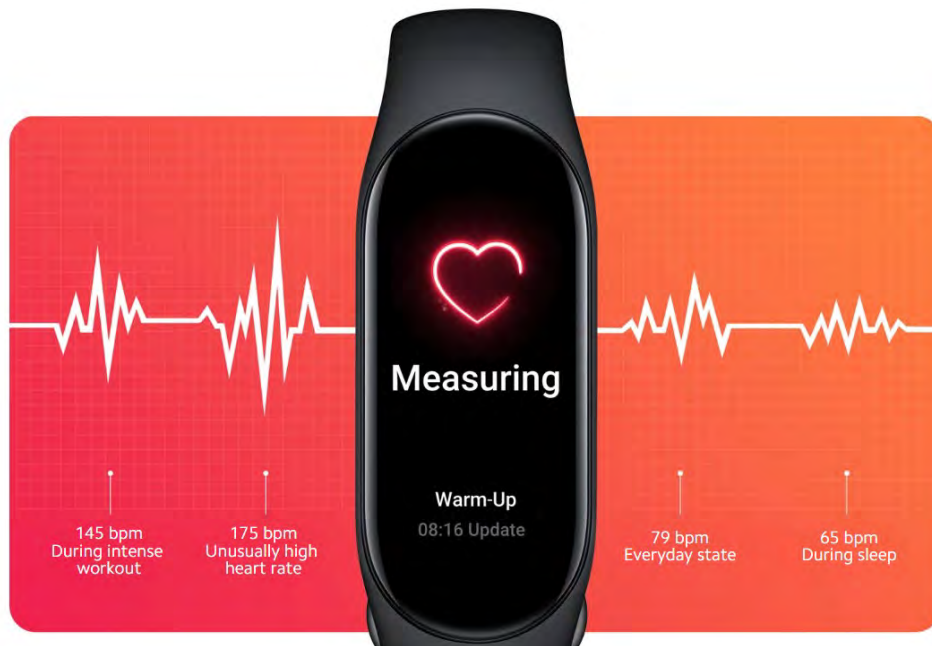 Measuring
Warm-Up
08:16 Update
145 bpm
During intense
workout
175 bpm
Unusually high
heart rate
79 bpm
Everyday state
65 bpm
During sleep